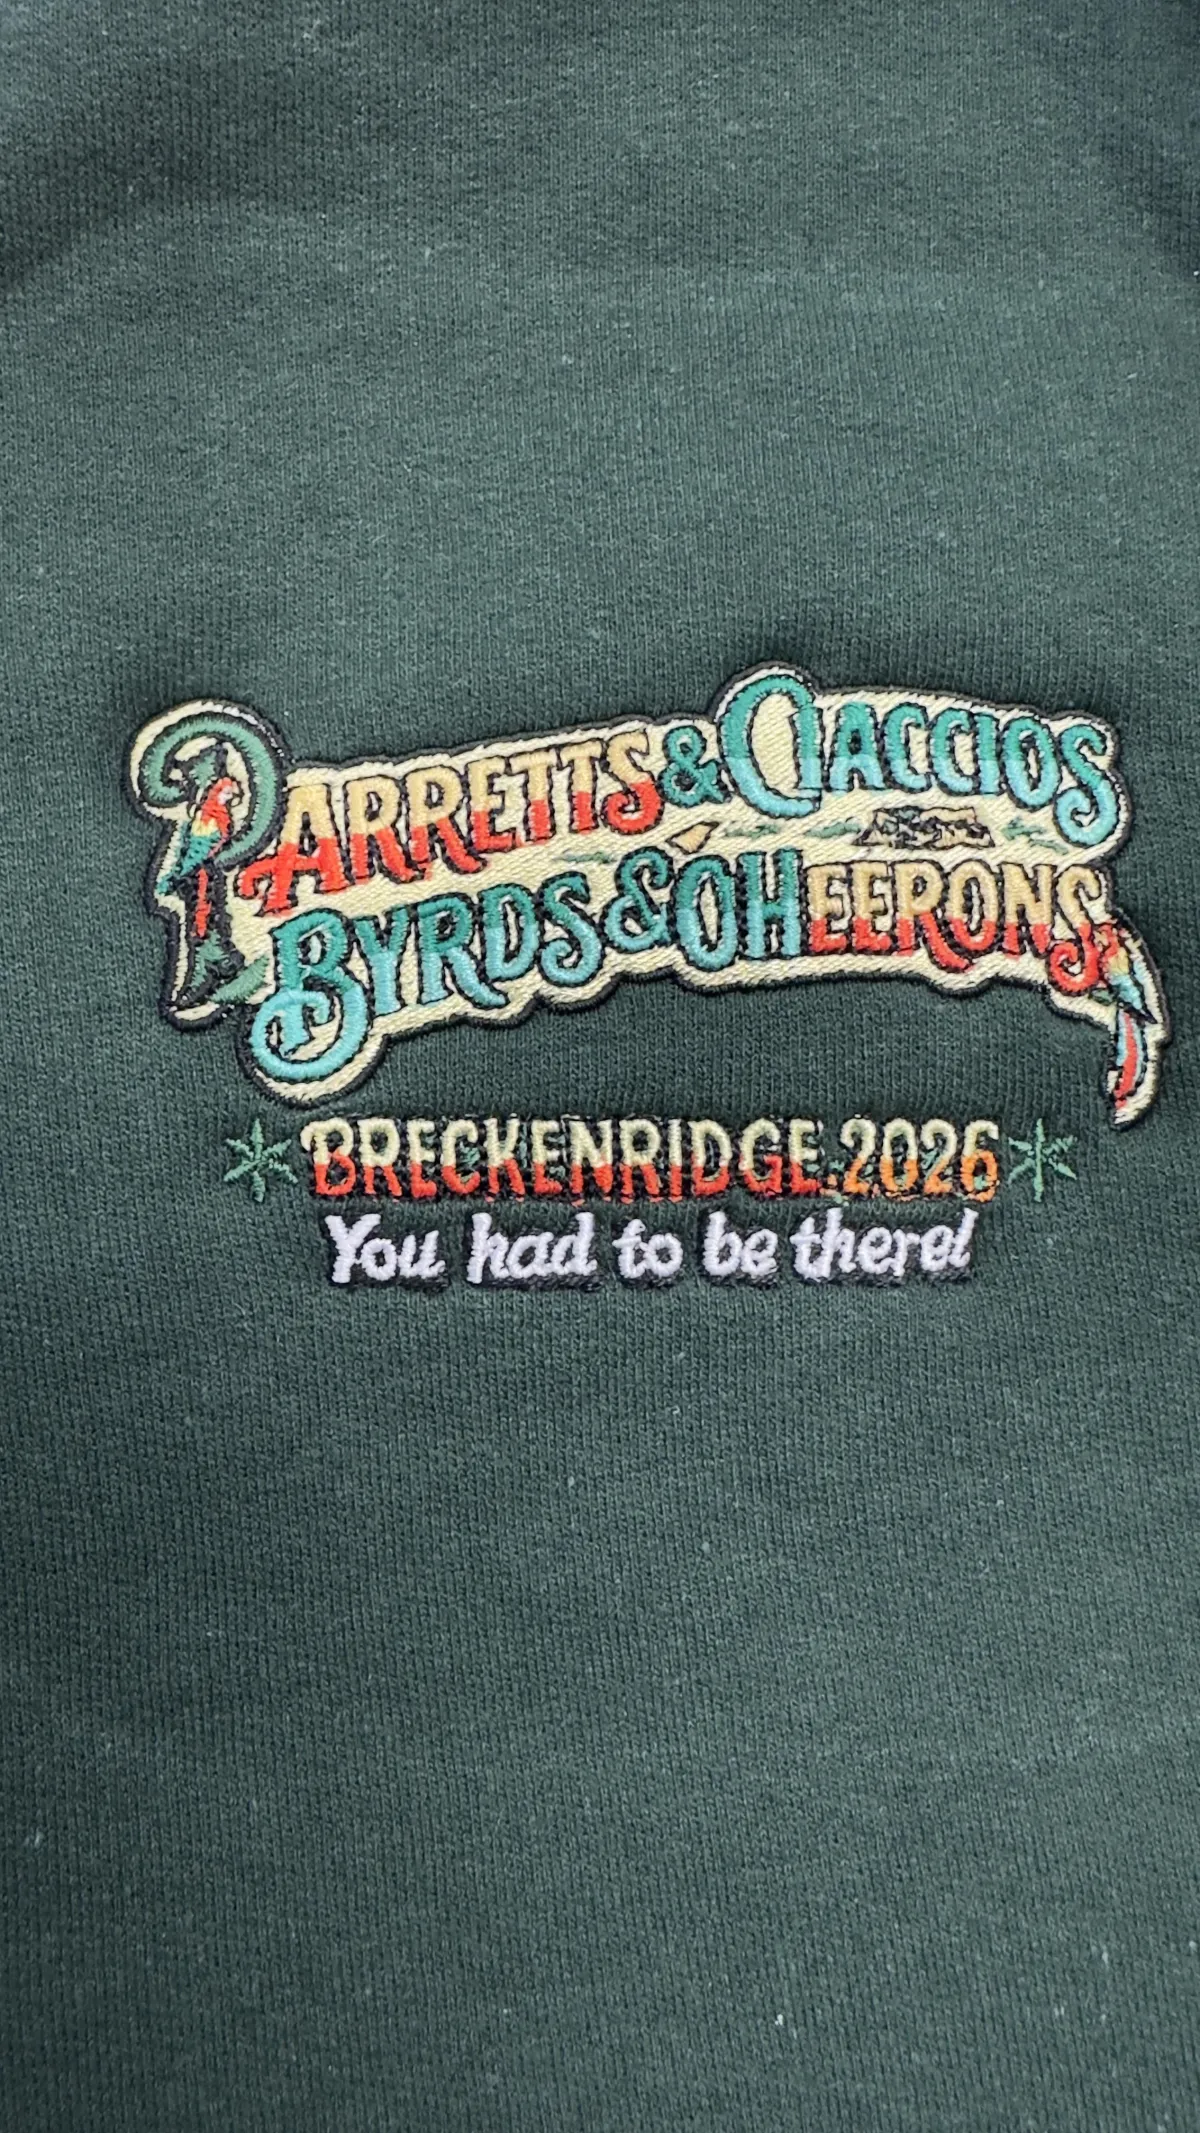 PARRETTS & CIACCIOS
BYRDS & OHEERONS
BRECKENRIDGE.2026
You had to be there!